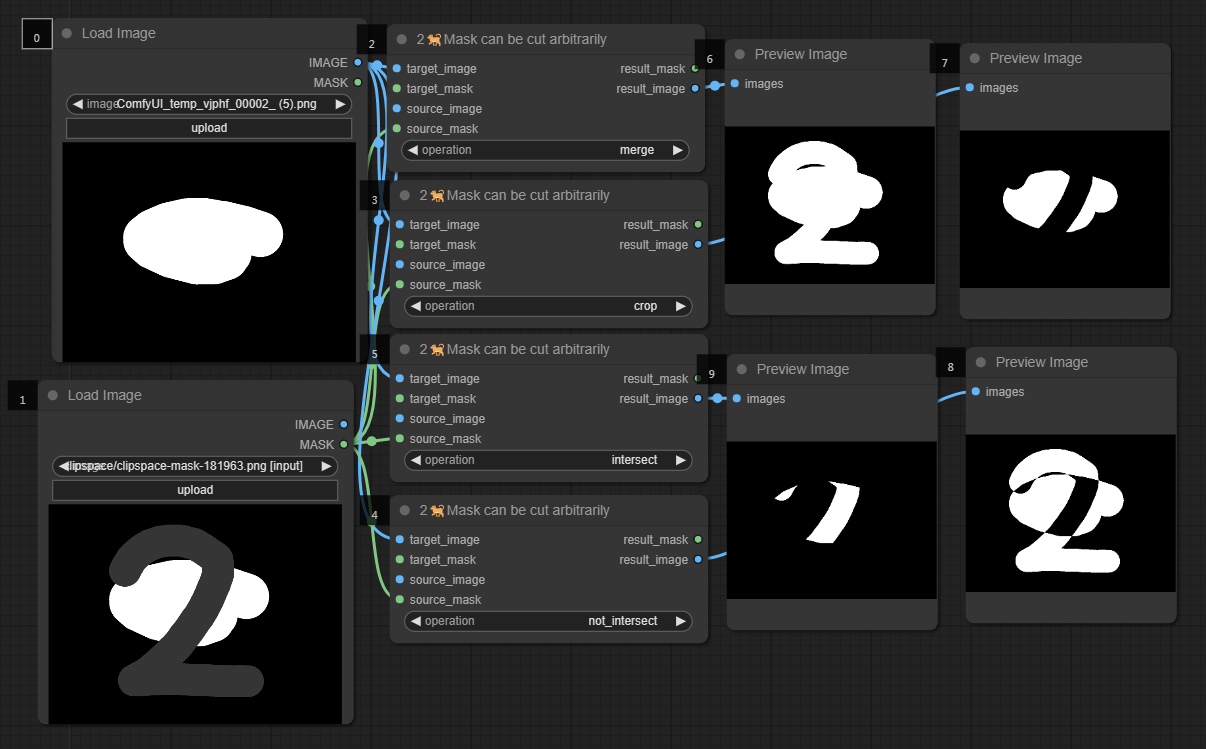 0
Load Image
IMAGE
MASK
image ComfyUI_temp_vjphf_00002_ (5).png
upload
1
Load Image
IMAGE
MASK
clipspace/clipspace-mask-181963.png [input]
upload
2
2🐕Mask can be cut arbitrarily
target_image
result_mask
target_mask
result_image
source_image
source_mask
operation
merge
3
2🐕Mask can be cut arbitrarily
target_image
result_mask
target_mask
result_image
source_image
source_mask
operation
crop
5
2🐕Mask can be cut arbitrarily
target_image
result_mask
target_mask
result_image
source_image
source_mask
operation
intersect
4
2🐕Mask can be cut arbitrarily
target_image
result_mask
target_mask
result_image
source_image
source_mask
operation
not_intersect
6
Preview Image
images
7
Preview Image
images
9
Preview Image
images
8
Preview Image
images